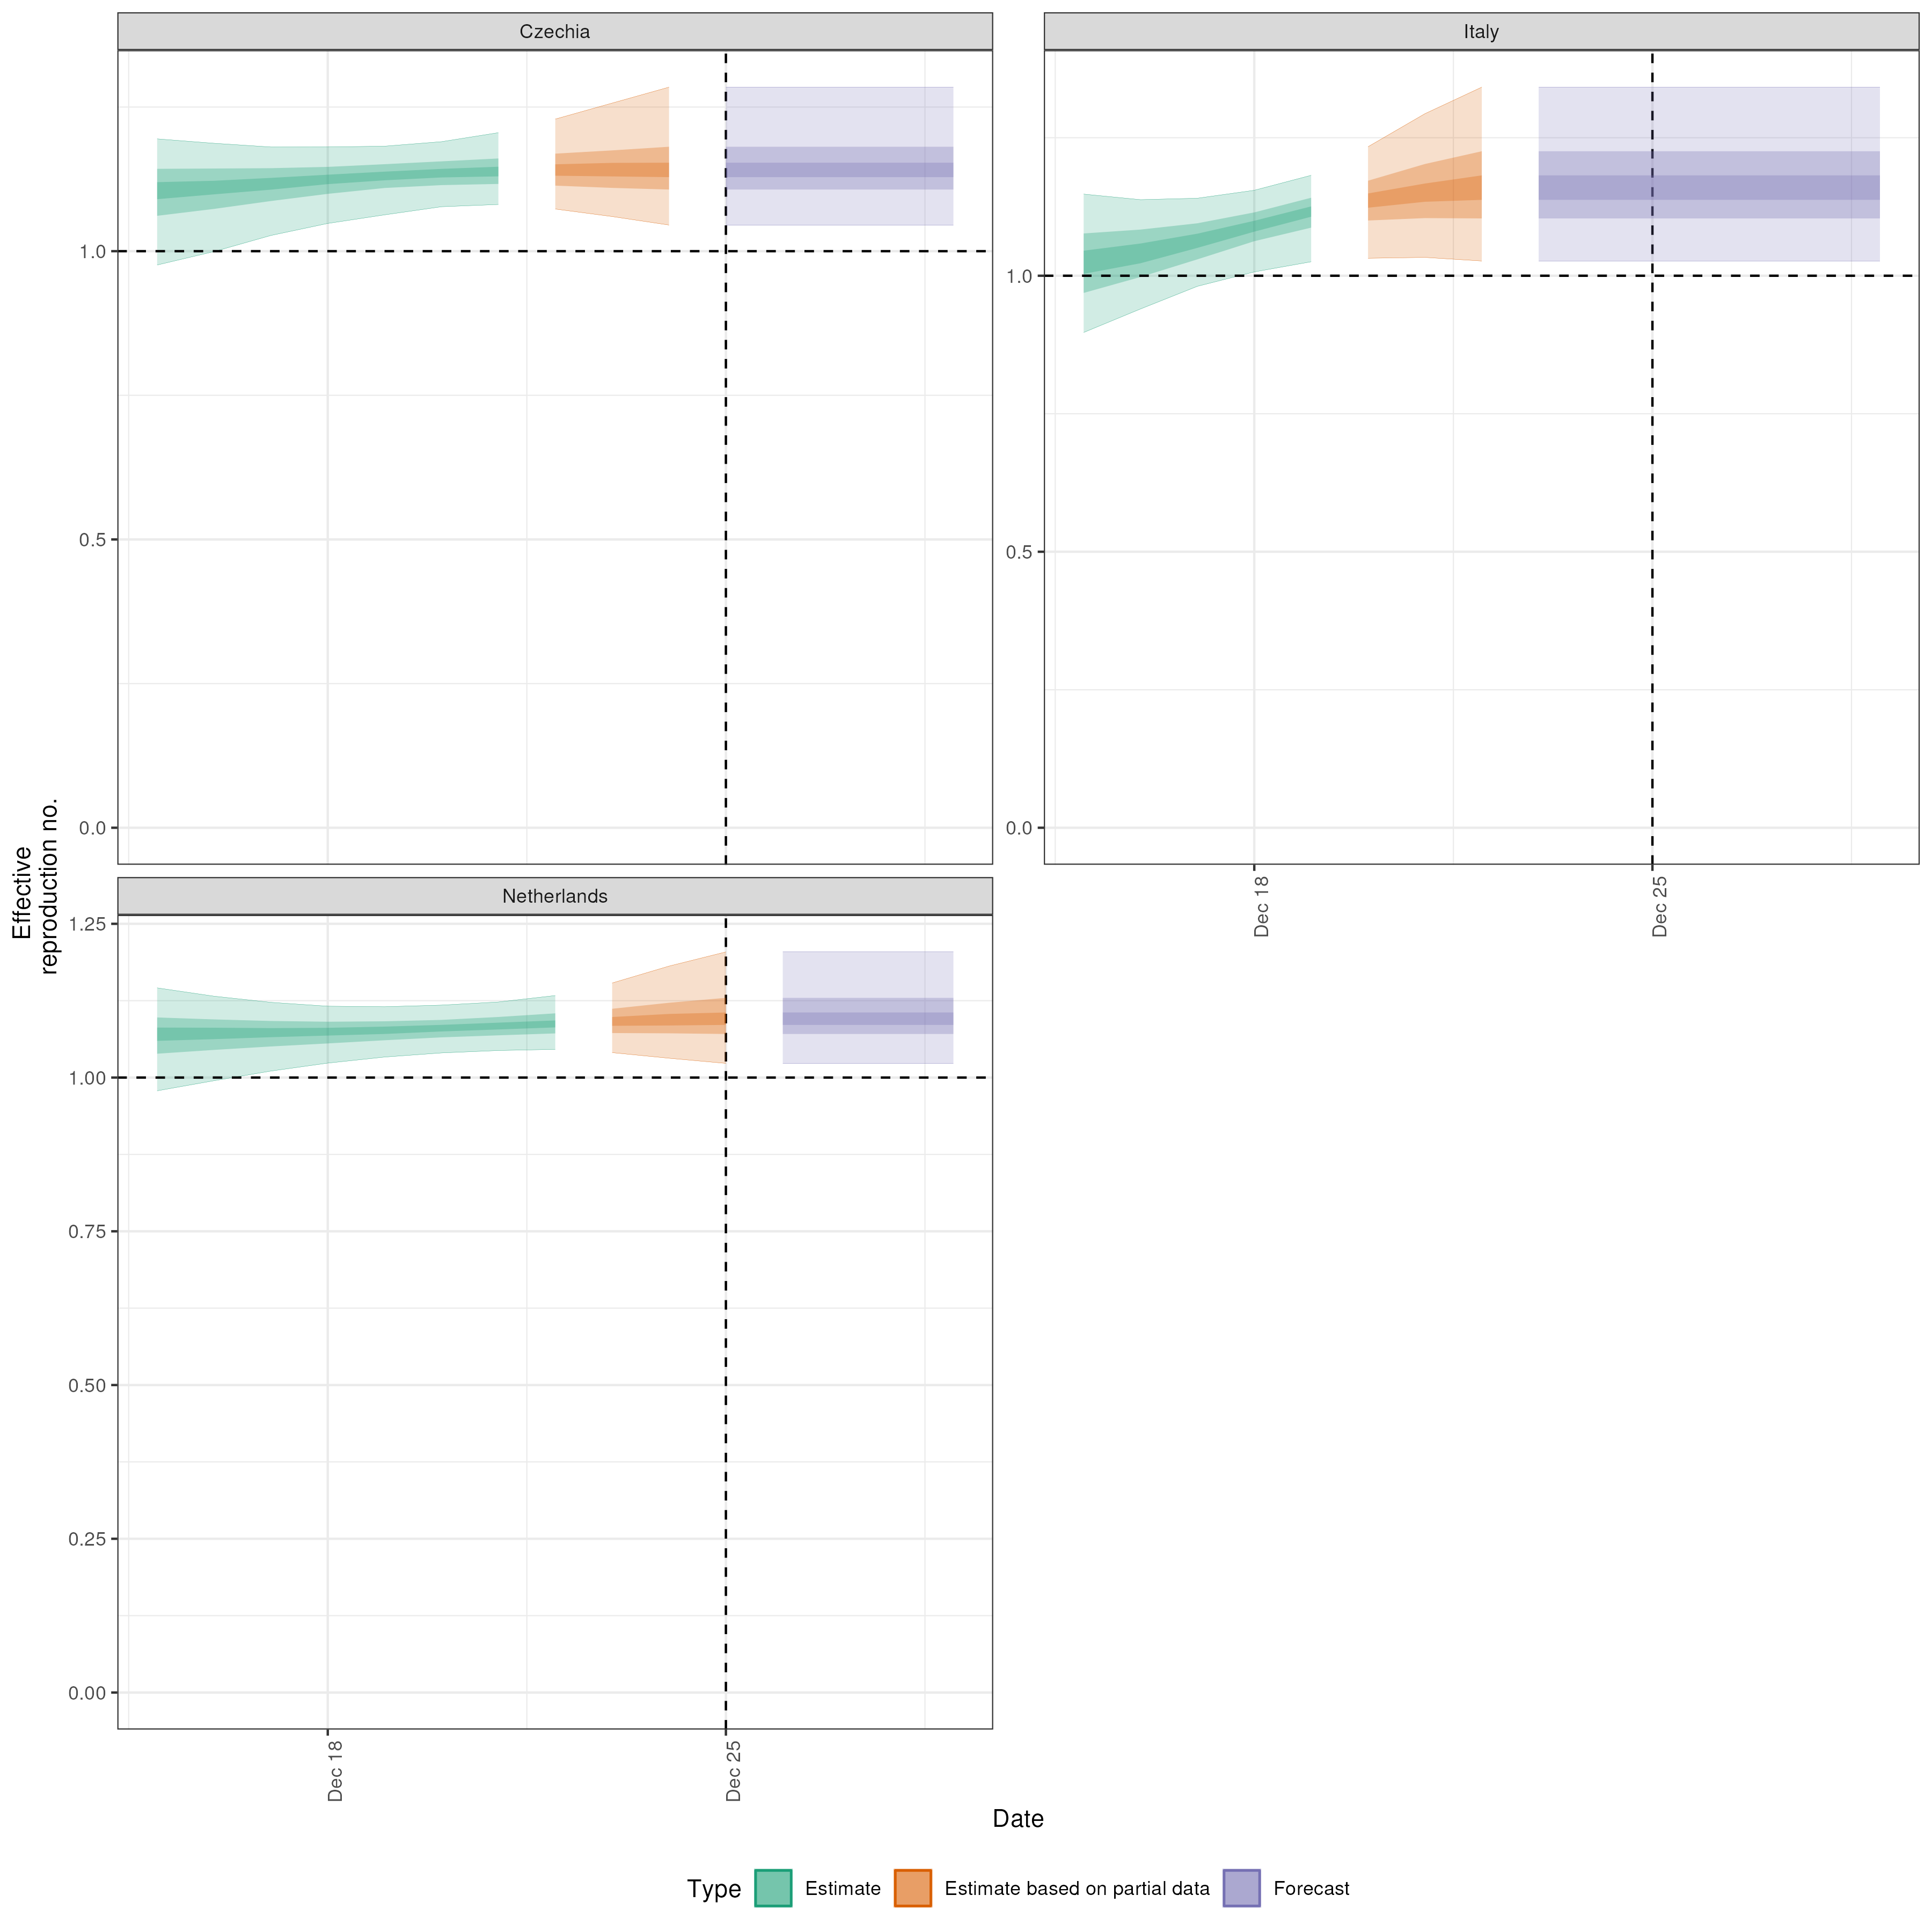 Czechia
Italy
1.0
0.5
0.0
1.0
0.5
0.0
Dec 18
Dec 25
Netherlands
1.25
1.00
0.75
0.50
0.25
0.00
Dec 18
Dec 25
Effective
reproduction no.
Date
Type
Estimate
Estimate based on partial data
Forecast